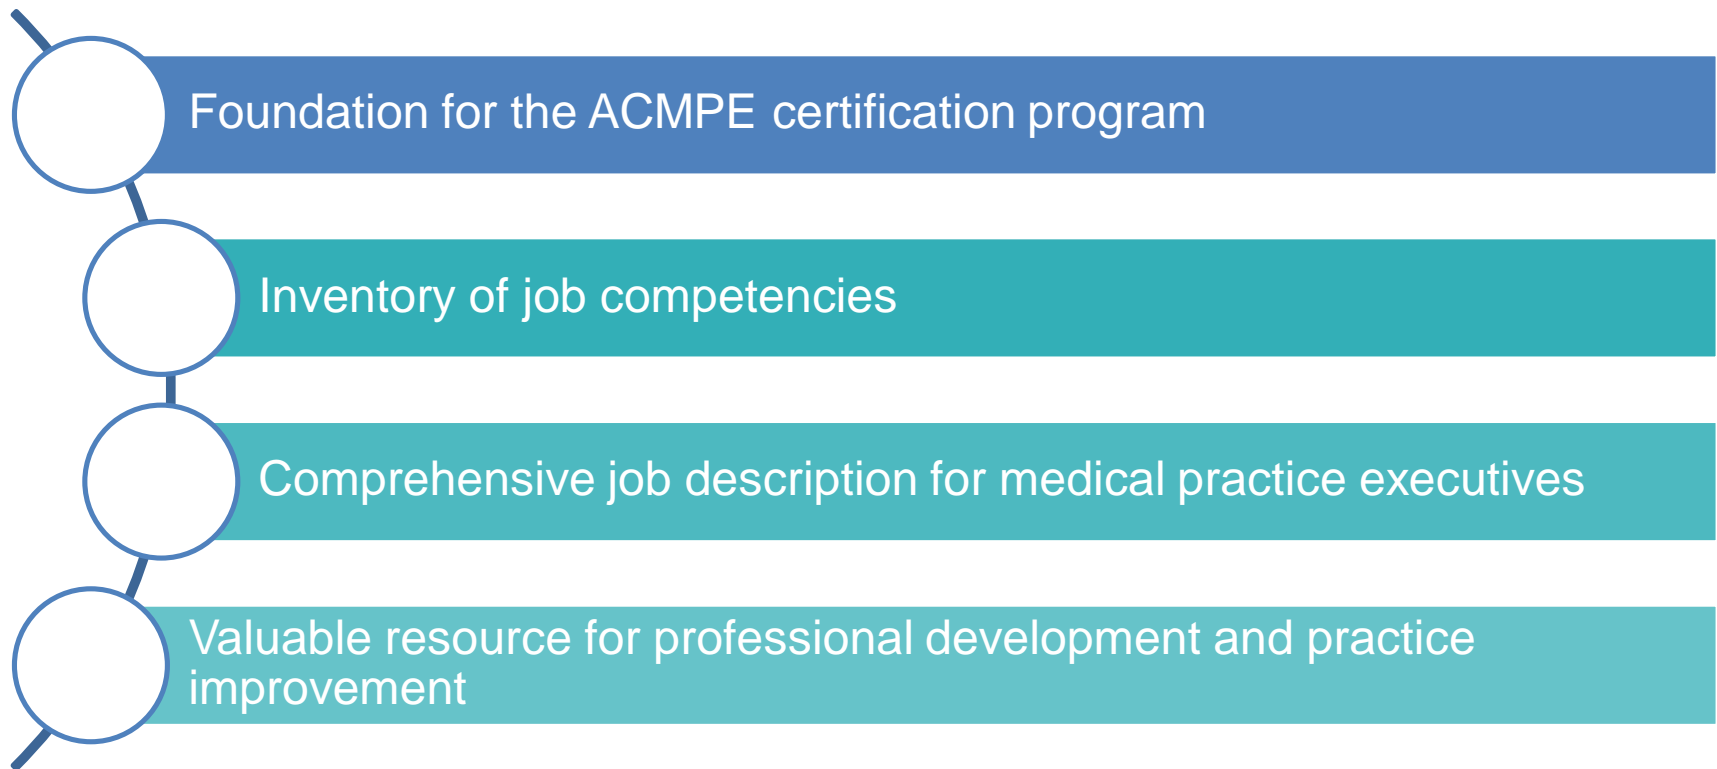 Foundation for the ACMPE certification program
Inventory of job competencies
Comprehensive job description for medical practice executives
Valuable resource for professional development and practice
improvement